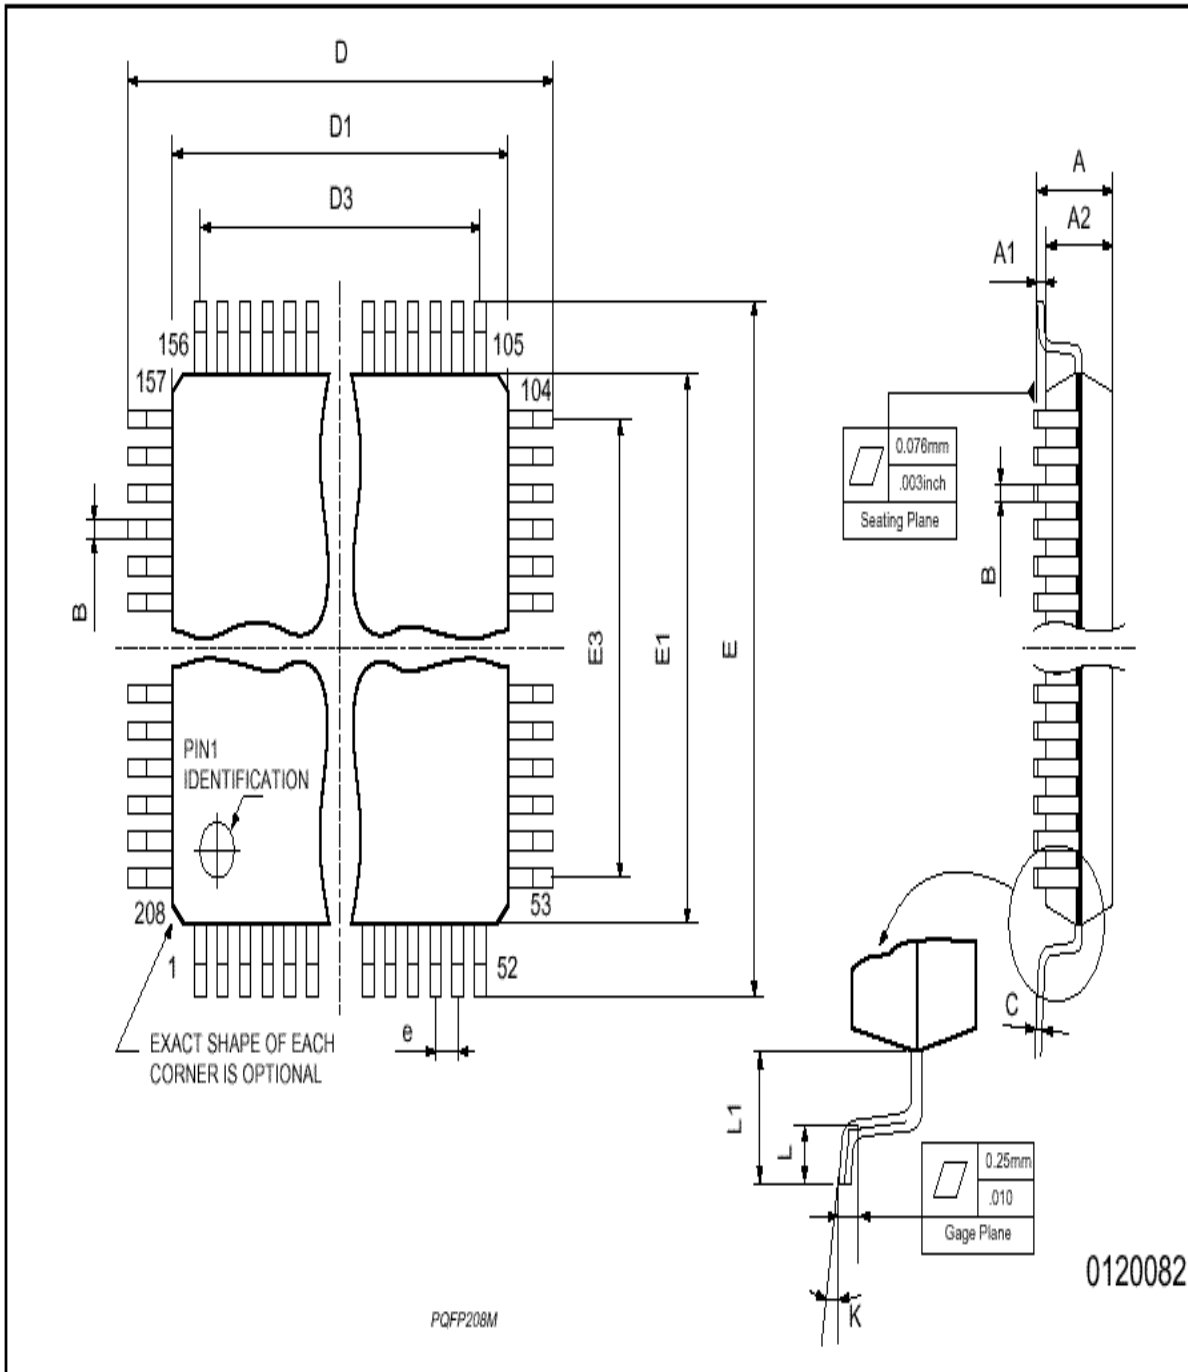 D
D1
A
D3
A2
A1
156
105
157
104
0.076mm
.003inch
Seating Plane
B
B
E3
E1
E
PIN1
IDENTIFICATION
208
53
1
52
C
e
EXACT SHAPE OF EACH
CORNER IS OPTIONAL
L1
L
0.25mm
.010
Gage Plane
0120082
K
PQFP208M